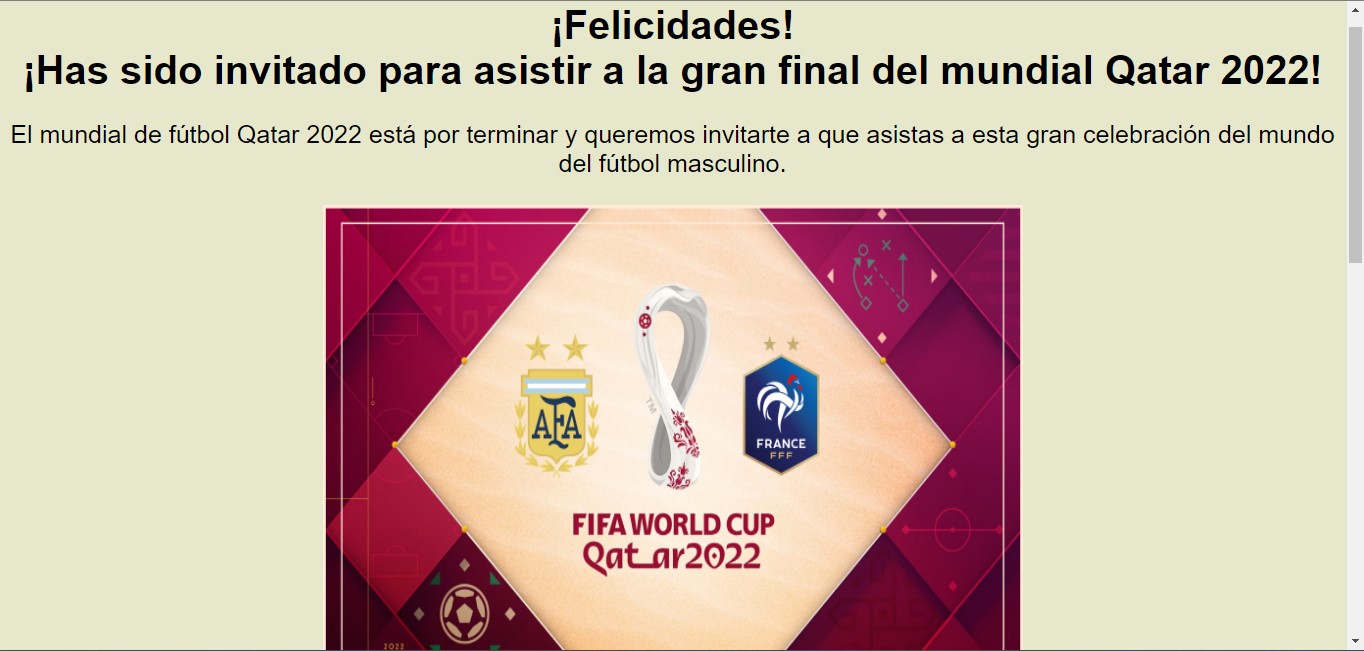 ¡Felicidades!
¡Has sido invitado para asistir a la gran final del mundial Qatar 2022!
El mundial de fútbol Qatar 2022 está por terminar y queremos invitarte a que asistas a esta gran celebración del mundo
del fútbol masculino.
AFA
TM
FRANCE
FFF
FIFA WORLD CUP
Qatar2022
2022